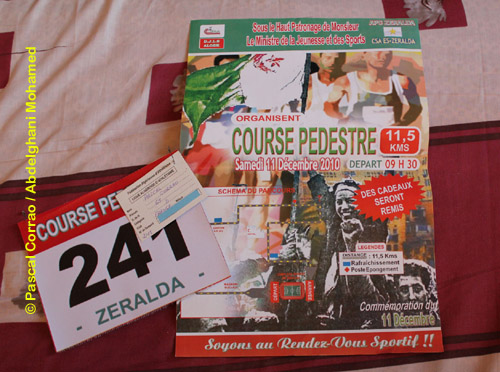 Sous le Haut Patronage de Monsieur
Le Ministre de la Jeunesse et des Sports
APC ZERALDA
CSA ES-ZERALDA
ORGANISENT
COURSE PEDESTRE
11,5
KMS
Samedi 11 Décembre 2010
DEPART 09 H 30
SCHEMA DU PARCOURS
DES CADEAUX
SERONT
REMIS
LEGENDES
DISTANCE : 11,5 Kms
Rafraichissement
Poste Epongement
DEPART
Commémoration du
11 Décembre
Soyons au Rendez-Vous Sportif !!
COURSE PE
241
- ZERALDA -
© Pascal Corrao / Abdelghani Mohamed